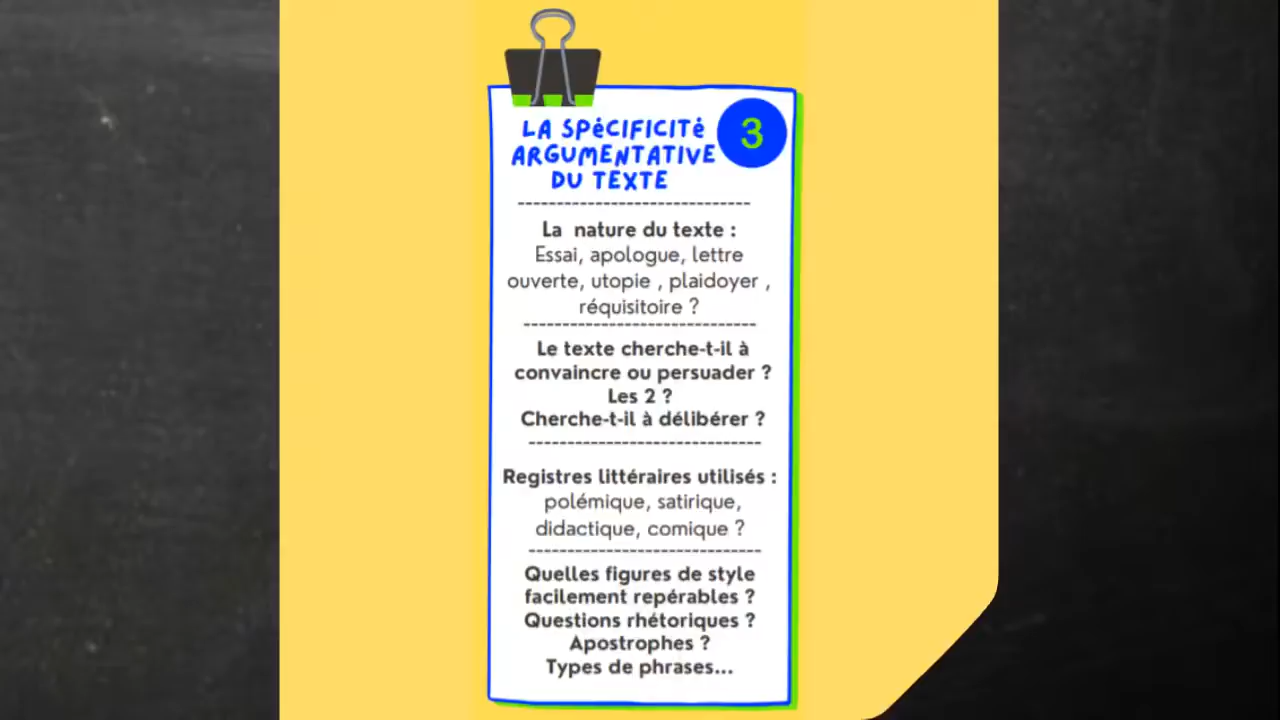 LA SPéCIFICITé
ARGUMENTATIVE
DU TEXTE
3
-----------------------------
La  nature du texte :
Essai, apologue, lettre
ouverte, utopie , plaidoyer ,
réquisitoire ?
-----------------------------
Le texte cherche-t-il à
convaincre ou persuader ?
Les 2 ?
Cherche-t-il à délibérer ?
-----------------------------
Registres littéraires utilisés :
polémique, satirique,
didactique, comique ?
-----------------------------
Quelles figures de style
facilement repérables ?
Questions rhétoriques ?
Apostrophes ?
Types de phrases...